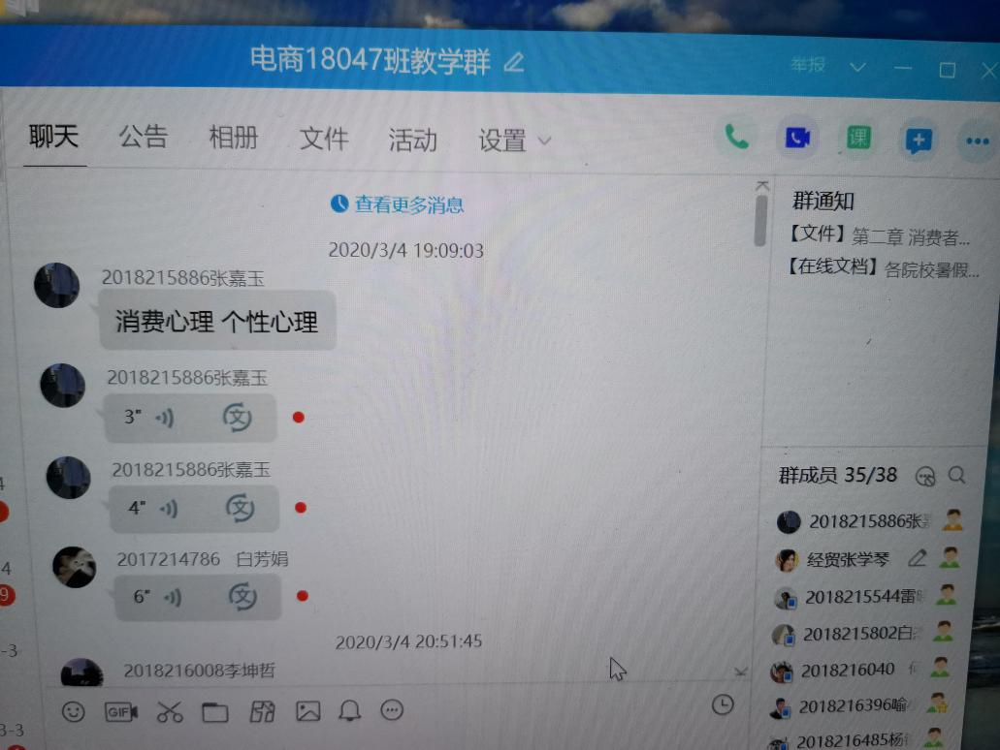 电商18047班教学群
举报
聊天 公告 相册 文件 活动 设置
课
查看更多消息
2020/3/4 19:09:03
2018215886张嘉玉
消费心理 个性心理
2018215886张嘉玉
3" 文
2018215886张嘉玉
4" 文
2017214786 白芳娟
6" 文
2020/3/4 20:51:45
2018216008李坤哲
GIF
群通知
【文件】第二章 消费者...
【在线文档】各院校暑假...
群成员 35/38
2018215886张
经贸张学琴
2018215544雷
2018215802白
2018216040
2018216396喻
2018216485杨
4
4
9
-3
3-3